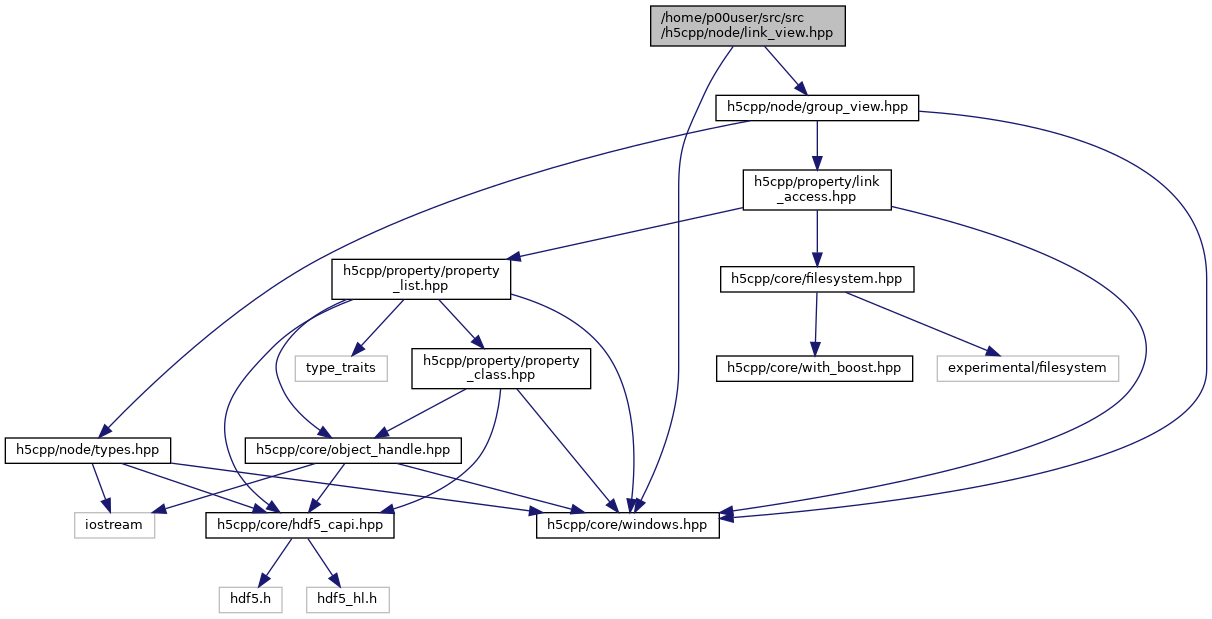 /home/p00user/src/src
/h5cpp/node/link_view.hpp
h5cpp/node/group_view.hpp
h5cpp/property/link
_access.hpp
h5cpp/property/property
_list.hpp
h5cpp/core/filesystem.hpp
type_traits
h5cpp/property/property
_class.hpp
h5cpp/core/with_boost.hpp
experimental/filesystem
h5cpp/node/types.hpp
h5cpp/core/object_handle.hpp
iostream
h5cpp/core/hdf5_capi.hpp
h5cpp/core/windows.hpp
hdf5.h
hdf5_hl.h